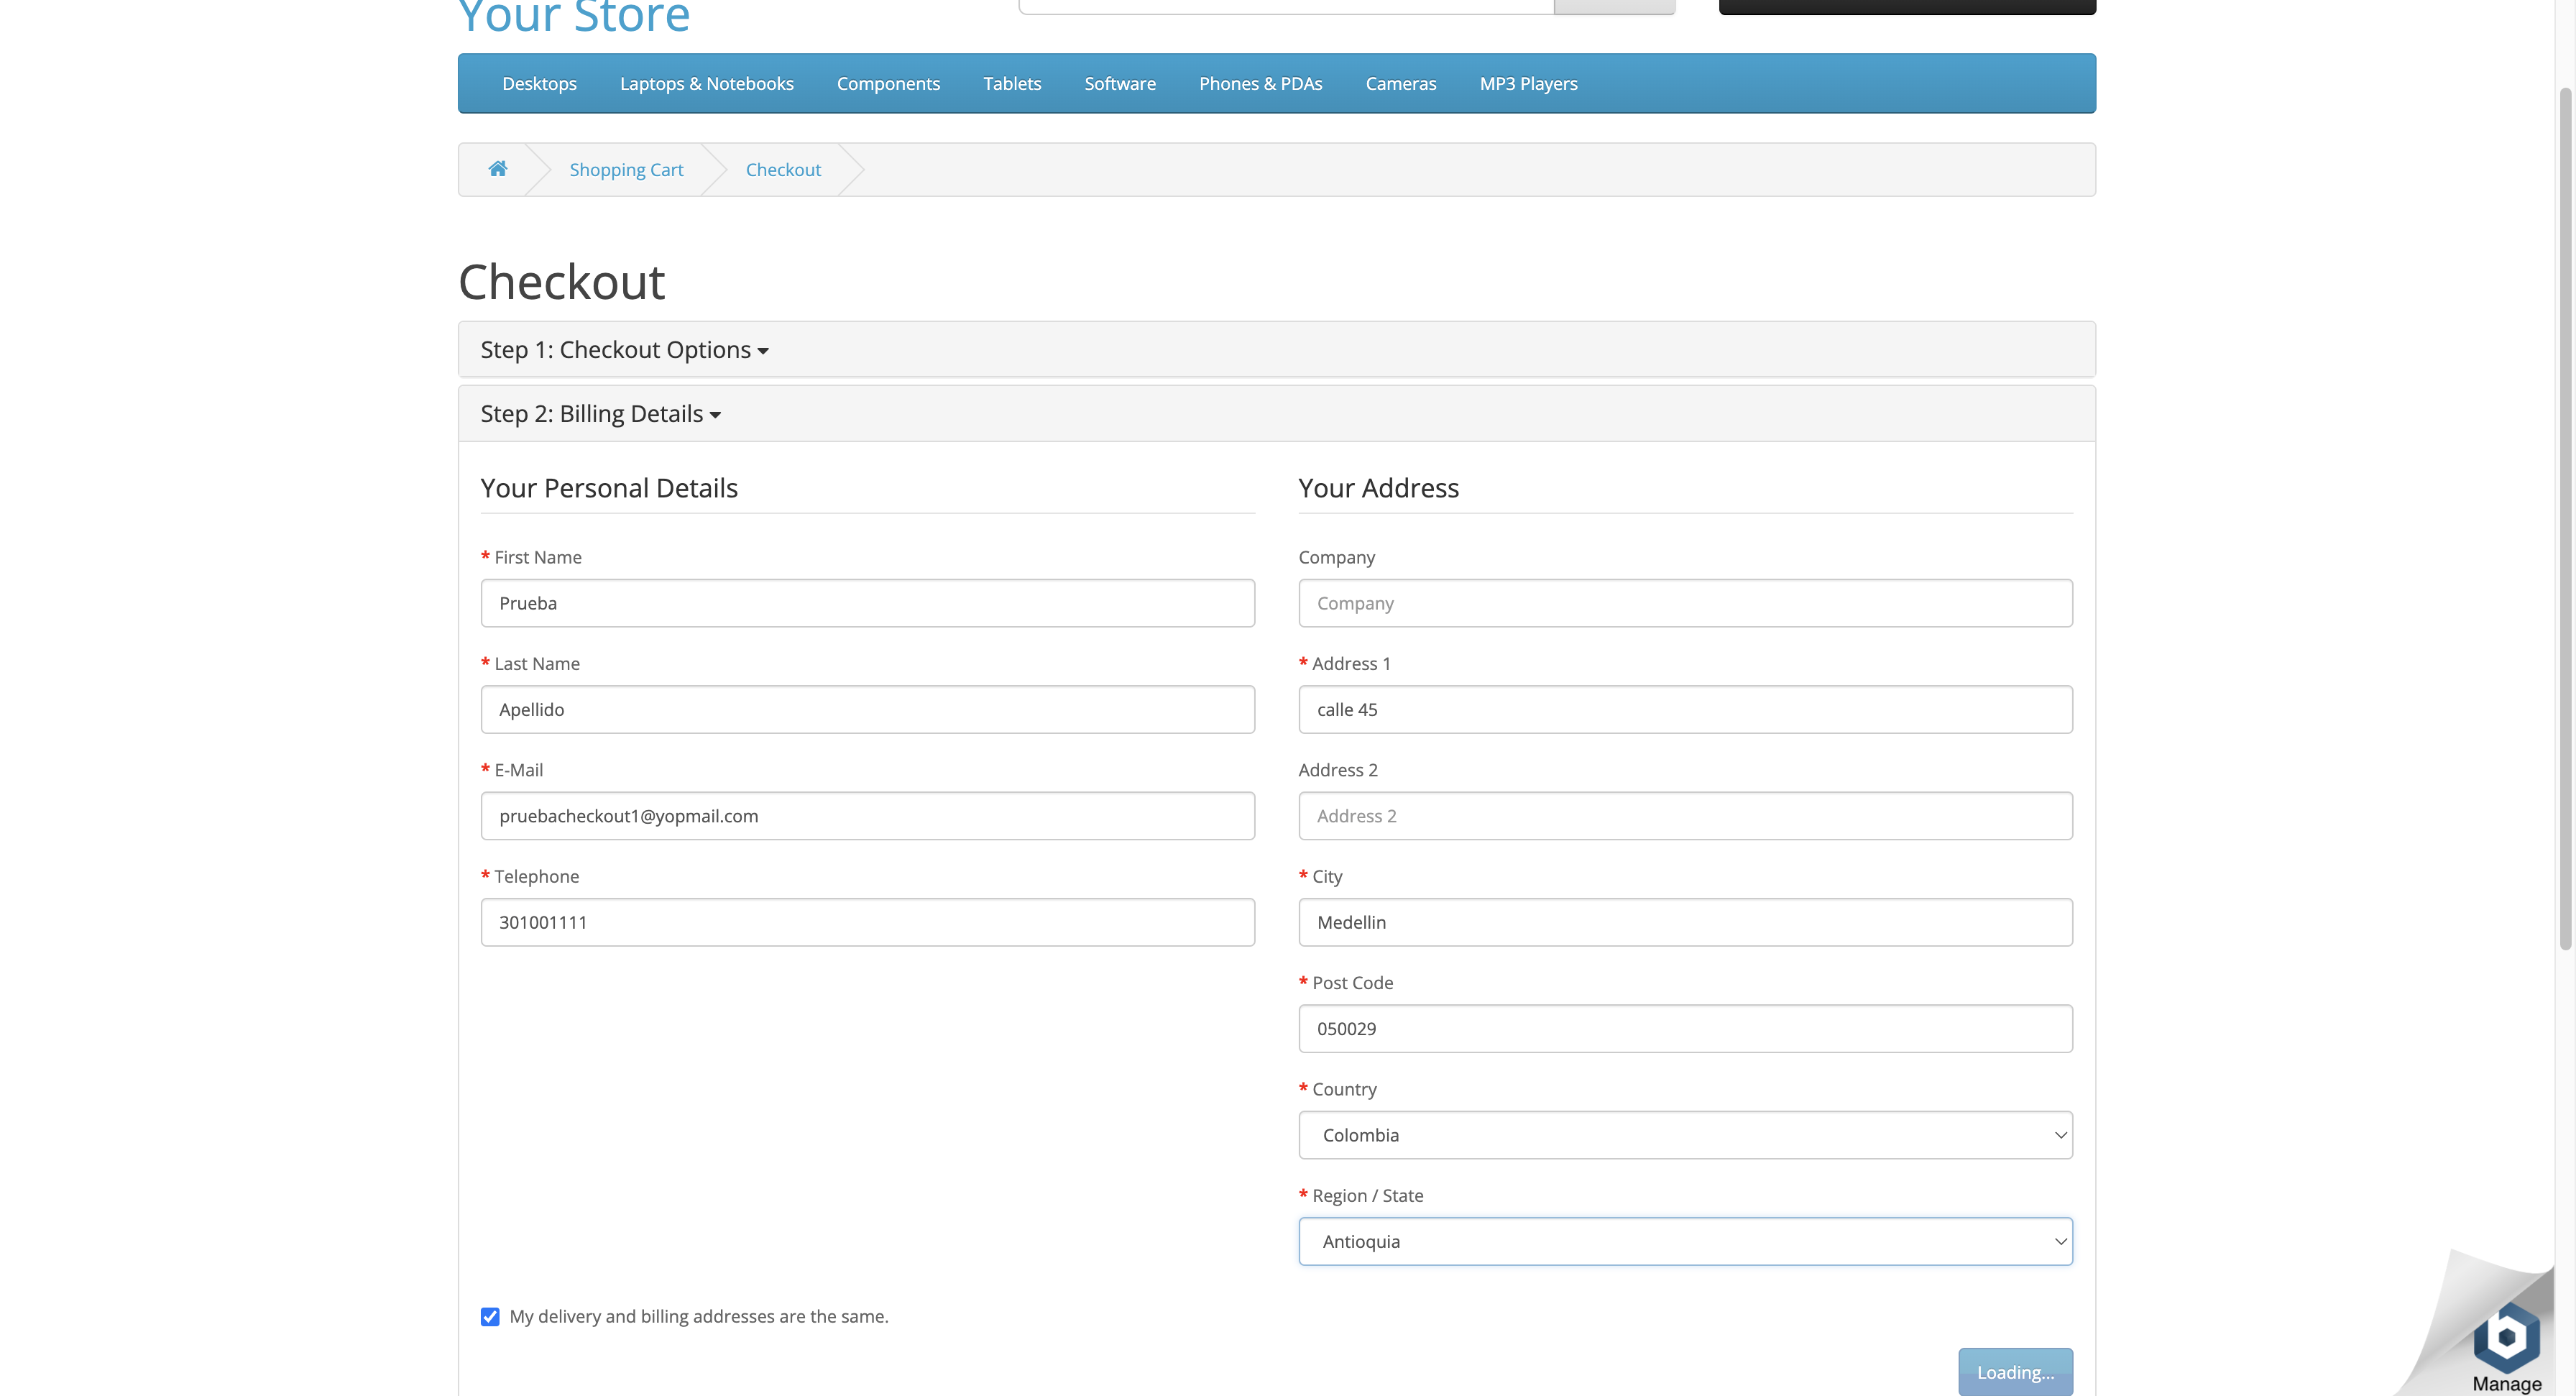 Your Store
Desktops Laptops & Notebooks Components Tablets Software Phones & PDAs Cameras MP3 Players
Shopping Cart Checkout
Checkout
Step 1: Checkout Options
Step 2: Billing Details
Your Personal Details
* First Name
Prueba
* Last Name
Apellido
* E-Mail
pruebacheckout1@yopmail.com
* Telephone
301001111
Your Address
Company
Company
* Address 1
calle 45
Address 2
Address 2
* City
Medellin
* Post Code
050029
* Country
Colombia
* Region / State
Antioquia
My delivery and billing addresses are the same.
Loading...
b
Manage